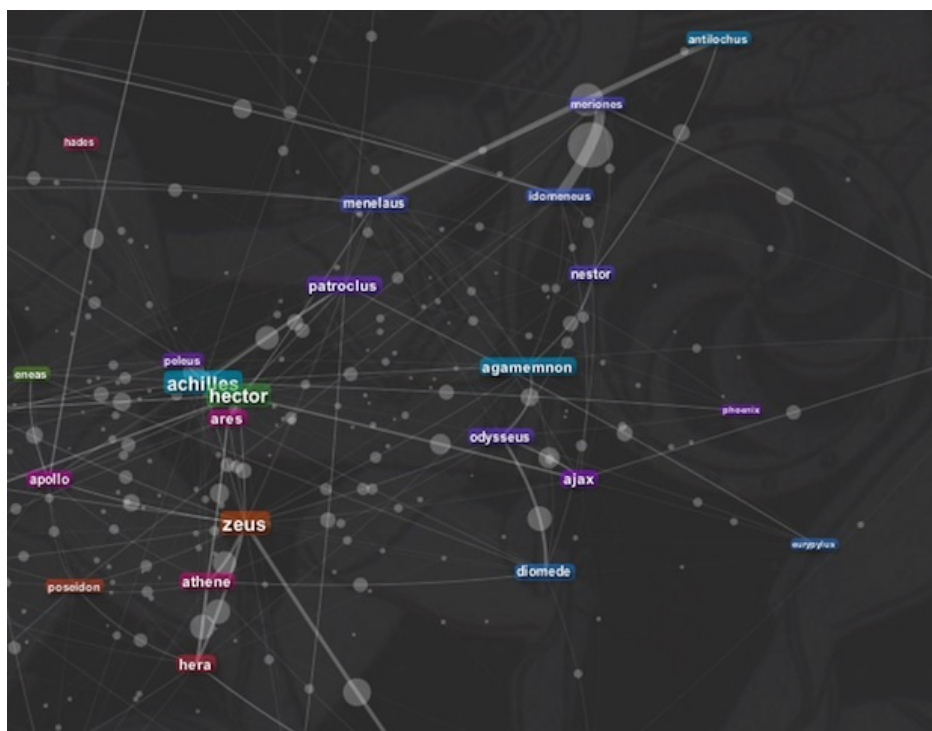 antilochus
meriones
hades
menelaus
idomeneus
nestor
patroclus
peleus
agamemnon
eneas
achilles
hector
phoenix
ares
odysseus
apollo
ajax
zeus
eurypylus
diomede
athene
poseidon
hera